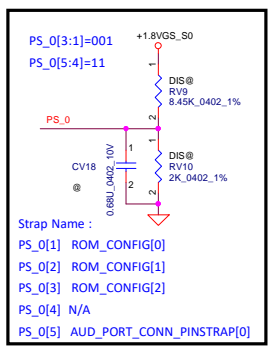 PS_0[3:1]=001
+1.8VGS_S0
PS_0[5:4]=11
1
DIS@
RV9
8.45K_0402_1%
2
PS_0
1
CV18
@
2
0.68U_0402_10V
1
DIS@
RV10
2K_0402_1%
2
Strap Name :
PS_0[1] ROM_CONFIG[0]
PS_0[2] ROM_CONFIG[1]
PS_0[3] ROM_CONFIG[2]
PS_0[4] N/A
PS_0[5] AUD_PORT_CONN_PINSTRAP[0]